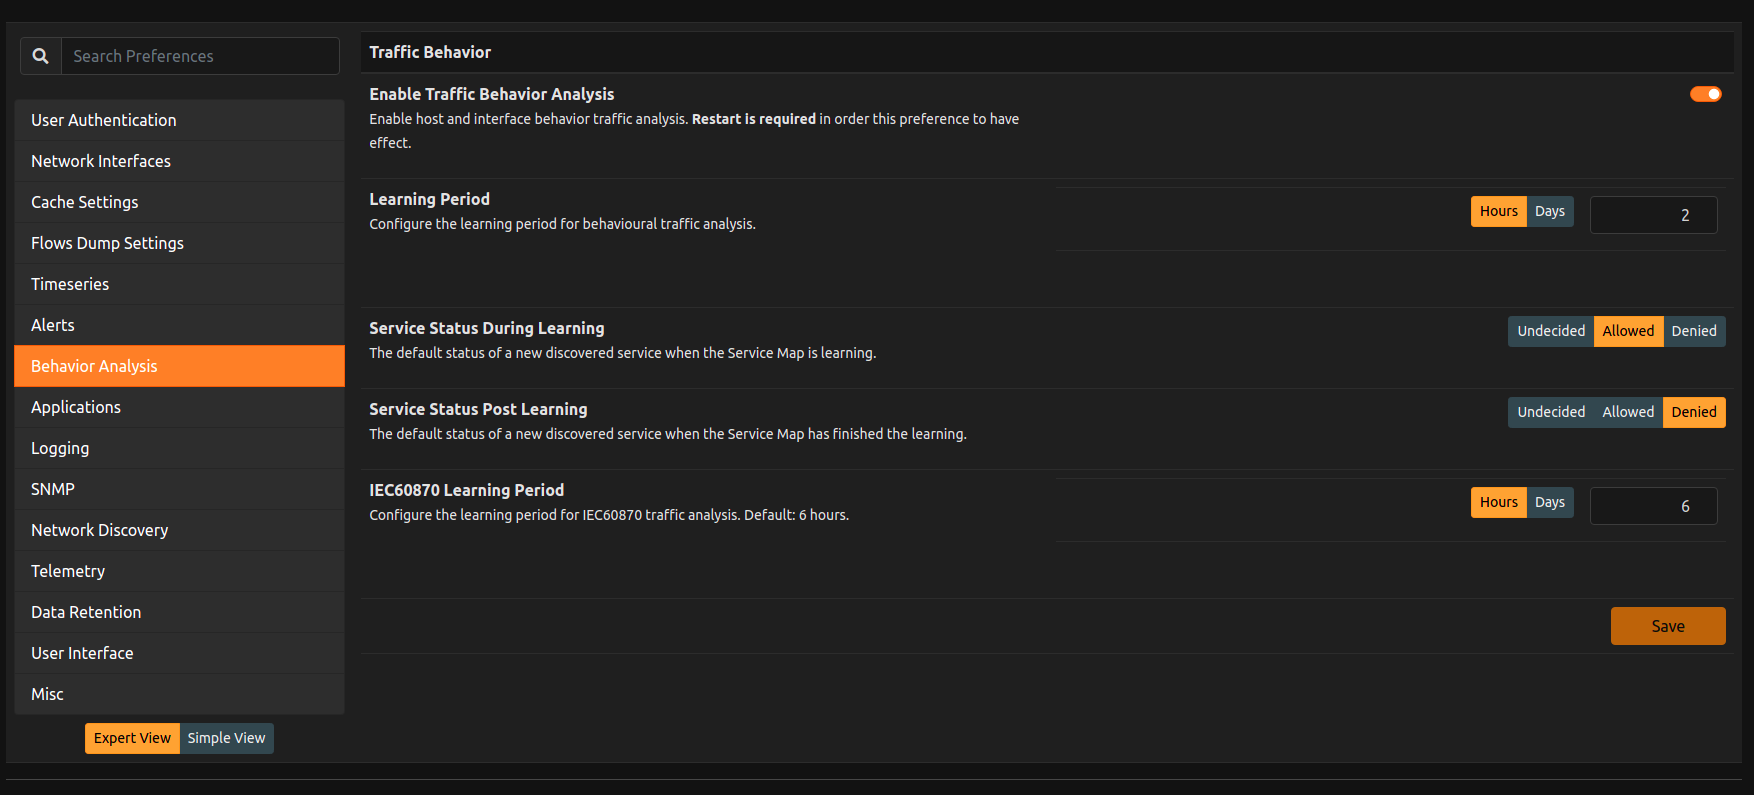 Search Preferences
User Authentication
Network Interfaces
Cache Settings
Flows Dump Settings
Timeseries
Alerts
Behavior Analysis
Applications
Logging
SNMP
Network Discovery
Telemetry
Data Retention
User Interface
Misc
Expert View Simple View
Traffic Behavior
Enable Traffic Behavior Analysis
Enable host and interface behavior traffic analysis. Restart is required in order this preference to have
effect.
Learning Period
Configure the learning period for behavioural traffic analysis.
Hours Days 2
Service Status During Learning
The default status of a new discovered service when the Service Map is learning.
Undecided Allowed Denied
Service Status Post Learning
The default status of a new discovered service when the Service Map has finished the learning.
Undecided Allowed Denied
IEC60870 Learning Period
Configure the learning period for IEC60870 traffic analysis. Default: 6 hours.
Hours Days 6
Save